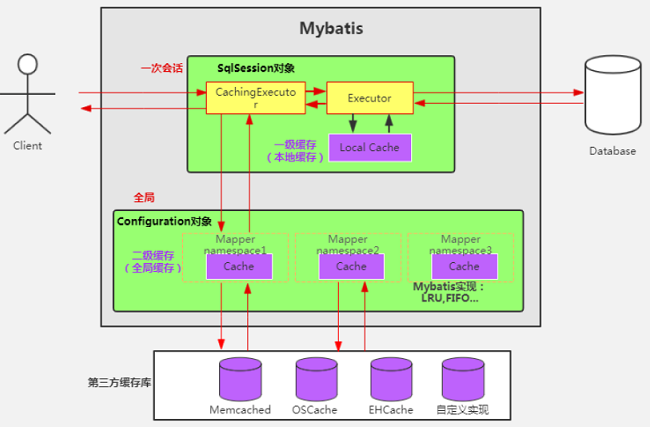 Mybatis
一次会话
SqlSession对象
CachingExecuto
r
Executor
一级缓存
（本地缓存）
Local Cache
Client
Database
全局
Configuration对象
二级缓存
（全局缓存）
Mapper
namespace1
Cache
Mapper
namespace2
Cache
Mapper
namespace3
Cache
Mybatis实现：
LRU,FIFO...
第三方缓存库
Memcached
OSCache
EHCache
自定义实现